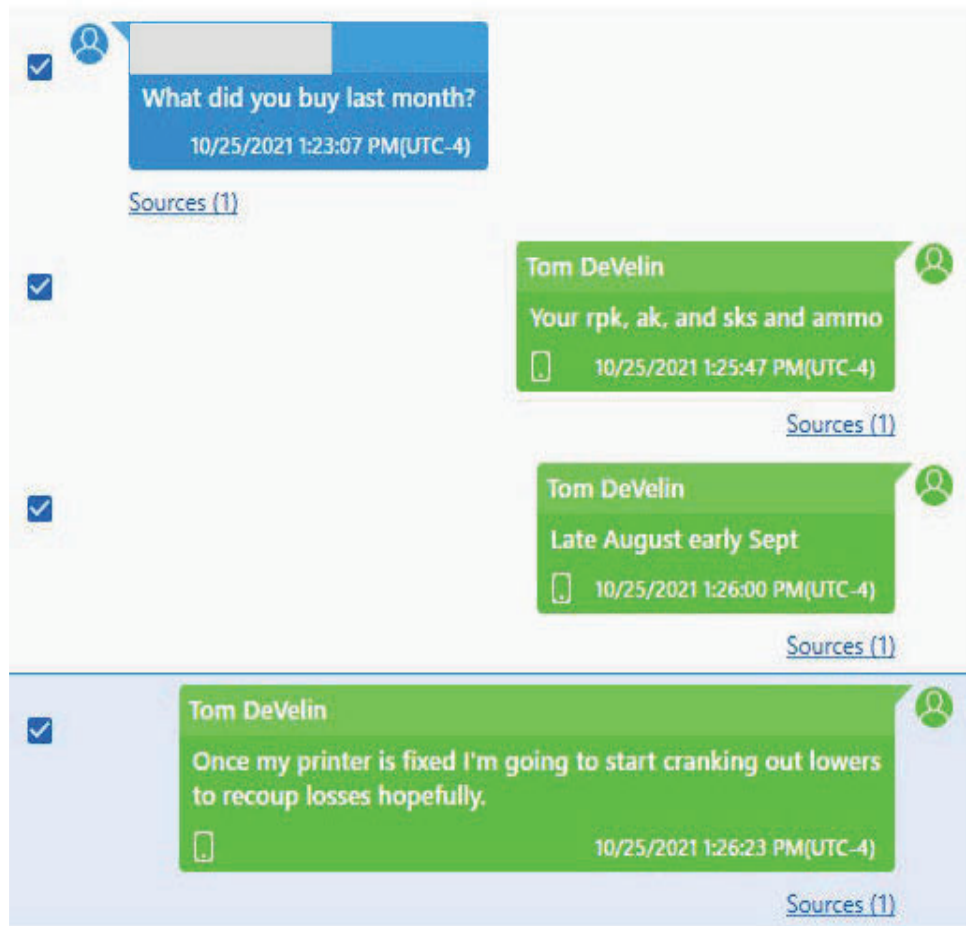 What did you buy last month?
10/25/2021 1:23:07 PM(UTC-4)
Sources (1)
Tom DeVelin
Your rpk, ak, and sks and ammo
10/25/2021 1:25:47 PM(UTC-4)
Sources (1)
Tom DeVelin
Late August early Sept
10/25/2021 1:26:00 PM(UTC-4)
Sources (1)
Tom DeVelin
Once my printer is fixed I'm going to start cranking out lowers
to recoup losses hopefully.
10/25/2021 1:26:23 PM(UTC-4)
Sources (1)